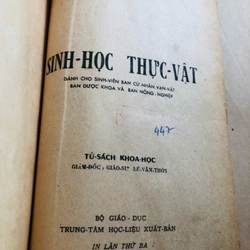 SINH-HỌC THỰC-VẬT
DÀNH CHO SINH-VIÊN BAN CỬ-NHÂN VẠN-VẬT
BAN DƯỢC KHOA VÀ BAN NÔNG-NGHIỆP
447
TỦ-SÁCH KHOA-HỌC
GIÁM-ĐỐC : GIÁO-SƯ LÊ-VĂN-THỚI
BỘ GIÁO-DỤC
TRUNG-TÂM HỌC-LIỆU XUẤT-BẢN
IN LẦN THỨ BA